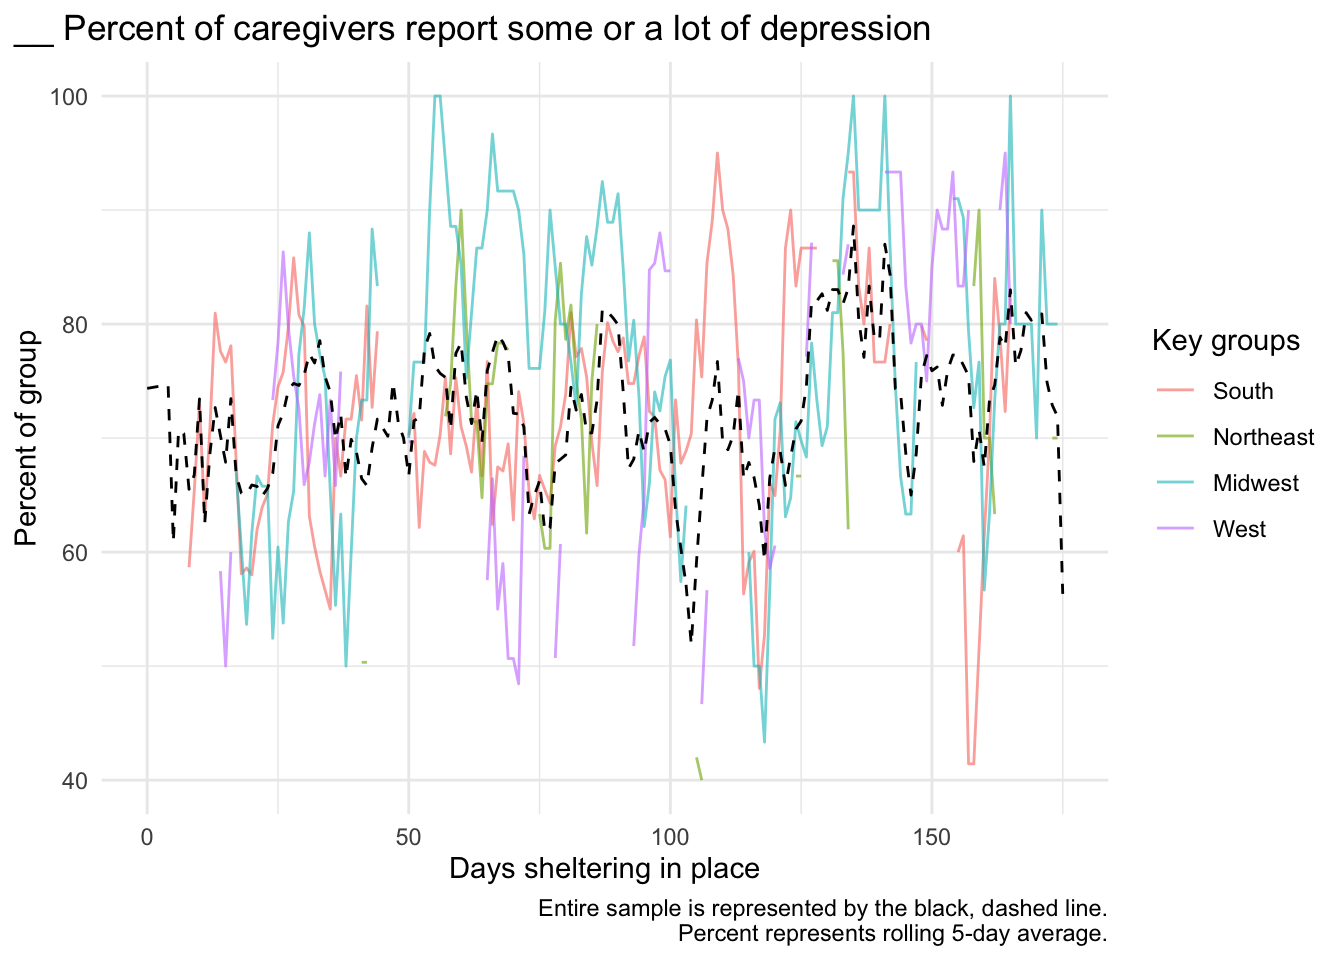 __ Percent of caregivers report some or a lot of depression
100
80
60
40
Percent of group
0
50
100
150
Days sheltering in place
Key groups
South
Northeast
Midwest
West
Entire sample is represented by the black, dashed line.
Percent represents rolling 5-day average.